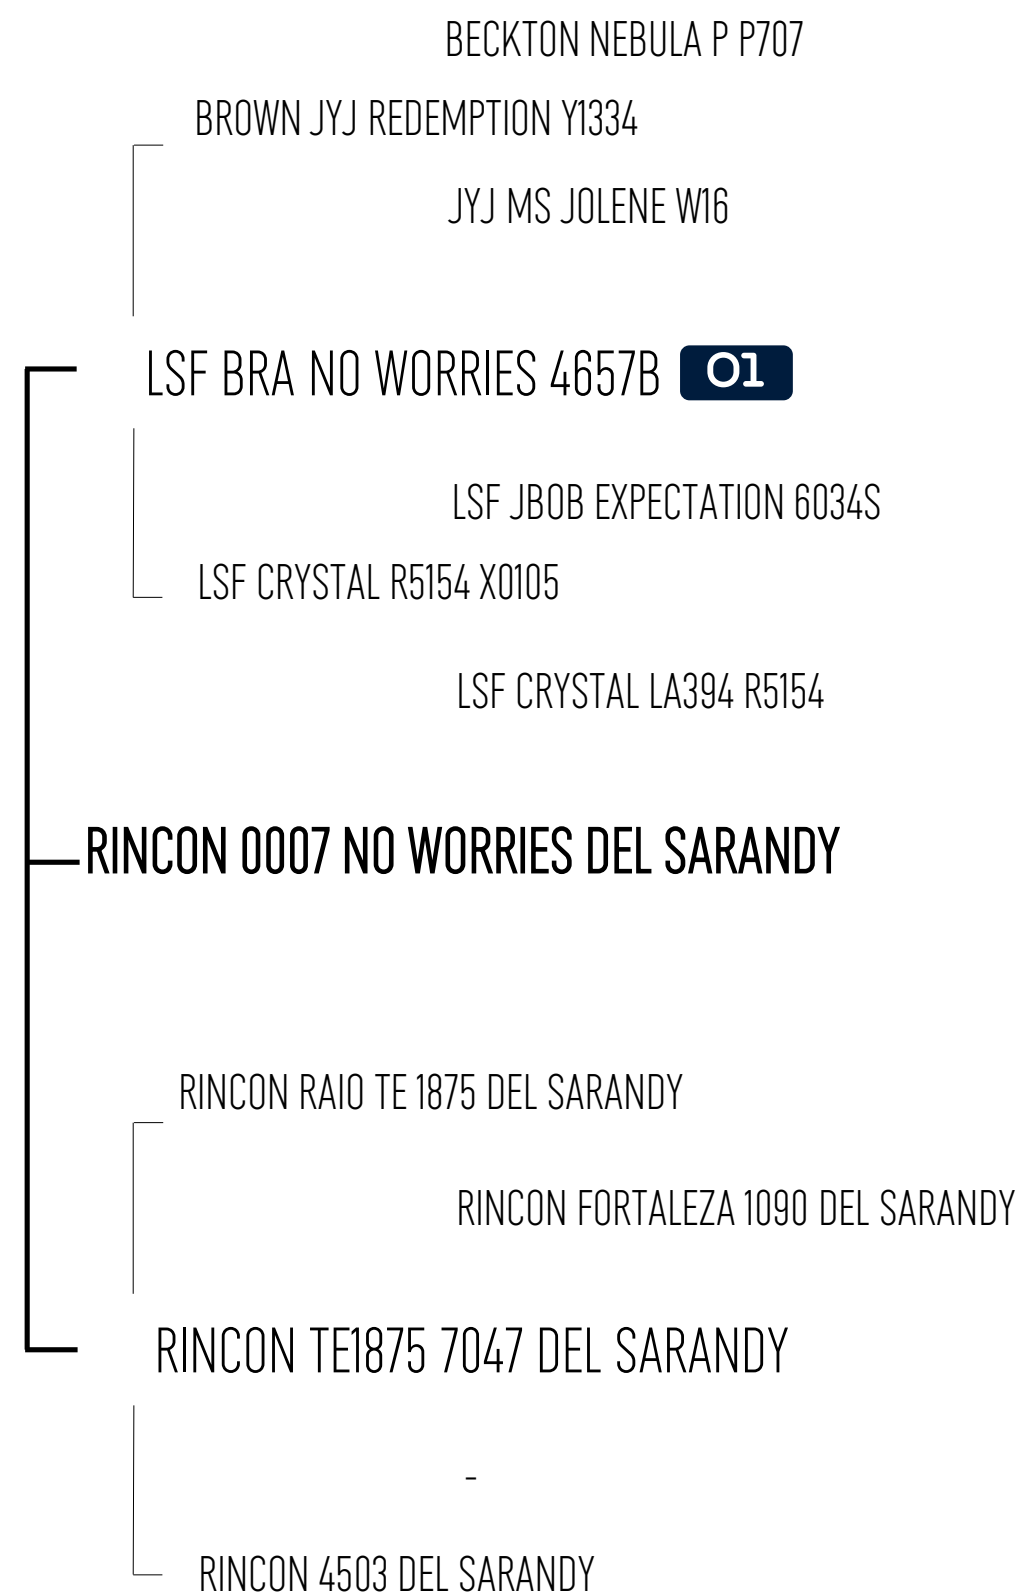 BECKTON NEBULA P P707
BROWN JYJ REDEMPTION Y1334
JYJ MS JOLENE W16
LSF BRA NO WORRIES 4657B 01
LSF JBOB EXPECTATION 6034S
LSF CRYSTAL R5154 X0105
LSF CRYSTAL LA394 R5154
RINCON 0007 NO WORRIES DEL SARANDY
RINCON RAIO TE 1875 DEL SARANDY
RINCON FORTALEZA 1090 DEL SARANDY
RINCON TE1875 7047 DEL SARANDY
-
RINCON 4503 DEL SARANDY